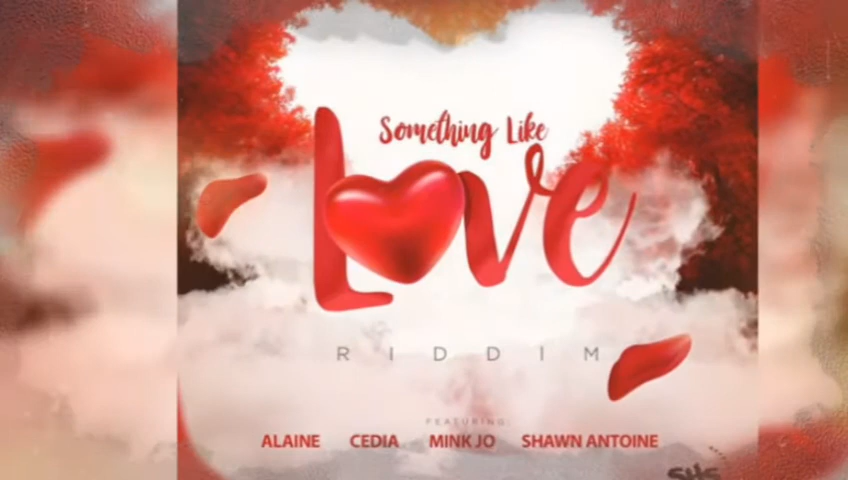 Something Like
Love
RIDDIM
FEATURING:
ALAINE CEDIA MINK JO SHAWN ANTOINE